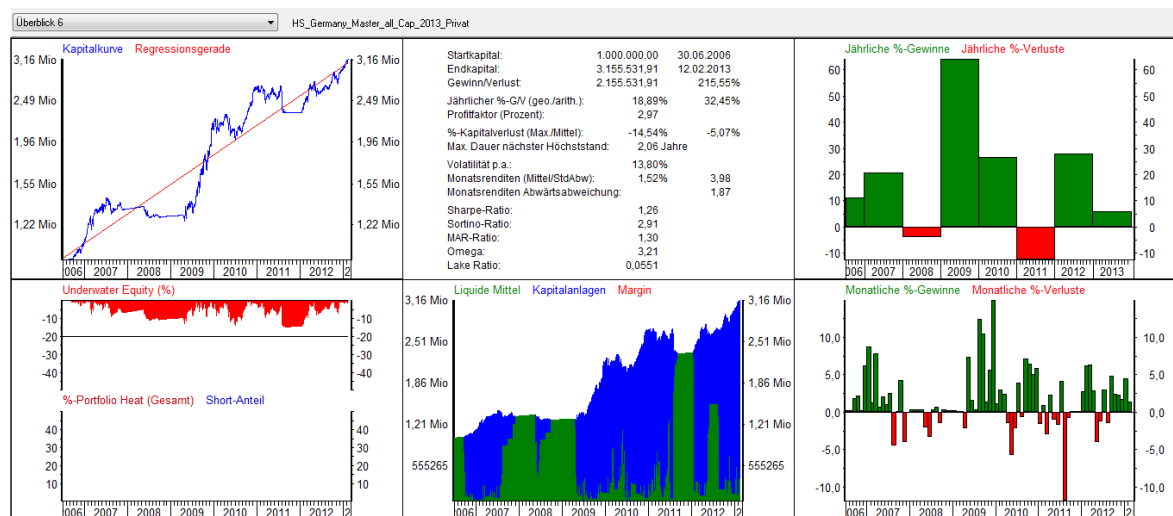 Überblick 6
HS_Germany_Master_all_Cap_2013_Privat
Kapitalkurve Regressionsgerade
3,16 Mio 3,16 Mio
2,49 Mio 2,49 Mio
1,96 Mio 1,96 Mio
1,55 Mio 1,55 Mio
1,22 Mio 1,22 Mio
006 2007 2008 2009 2010 2011 2012 2
Startkapital: 1.000.000,00 30.06.2006
Endkapital: 3.155.531,91 12.02.2013
Gewinn/Verlust: 2.155.531,91 215,55%
Jährlicher %-G/V (geo./arith.): 18,89% 32,45%
Profitfaktor (Prozent): 2,97
%-Kapitalverlust (Max./Mittel): -14,54% -5,07%
Max. Dauer nächster Höchststand: 2,06 Jahre
Volatilität p.a.: 13,80%
Monatsrenditen (Mittel/StdAbw): 1,52% 3,98
Monatsrenditen Abwärtsabweichung: 1,87
Sharpe-Ratio: 1,26
Sortino-Ratio: 2,91
MAR-Ratio: 1,30
Omega: 3,21
Lake Ratio: 0,0551
Jährliche %-Gewinne Jährliche %-Verluste
60 60
50 50
40 40
30 30
20 20
10 10
0 0
-10 -10
006 2007 2008 2009 2010 2011 2012 2013
Underwater Equity (%)
-10 -10
-20 -20
-30 -30
-40 -40
%-Portfolio Heat (Gesamt) Short-Anteil
40 40
30 30
20 20
10 10
006 2007 2008 2009 2010 2011 2012 2
Liquide Mittel Kapitalanlagen Margin
3,16 Mio 3,16 Mio
2,51 Mio 2,51 Mio
1,86 Mio 1,86 Mio
1,21 Mio 1,21 Mio
555265 555265
006 2007 2008 2009 2010 2011 2012 2
Monatliche %-Gewinne Monatliche %-Verluste
10,0 10,0
5,0 5,0
0,0 0,0
-5,0 -5,0
-10,0 -10,0
006 2007 2008 2009 2010 2011 2012 2